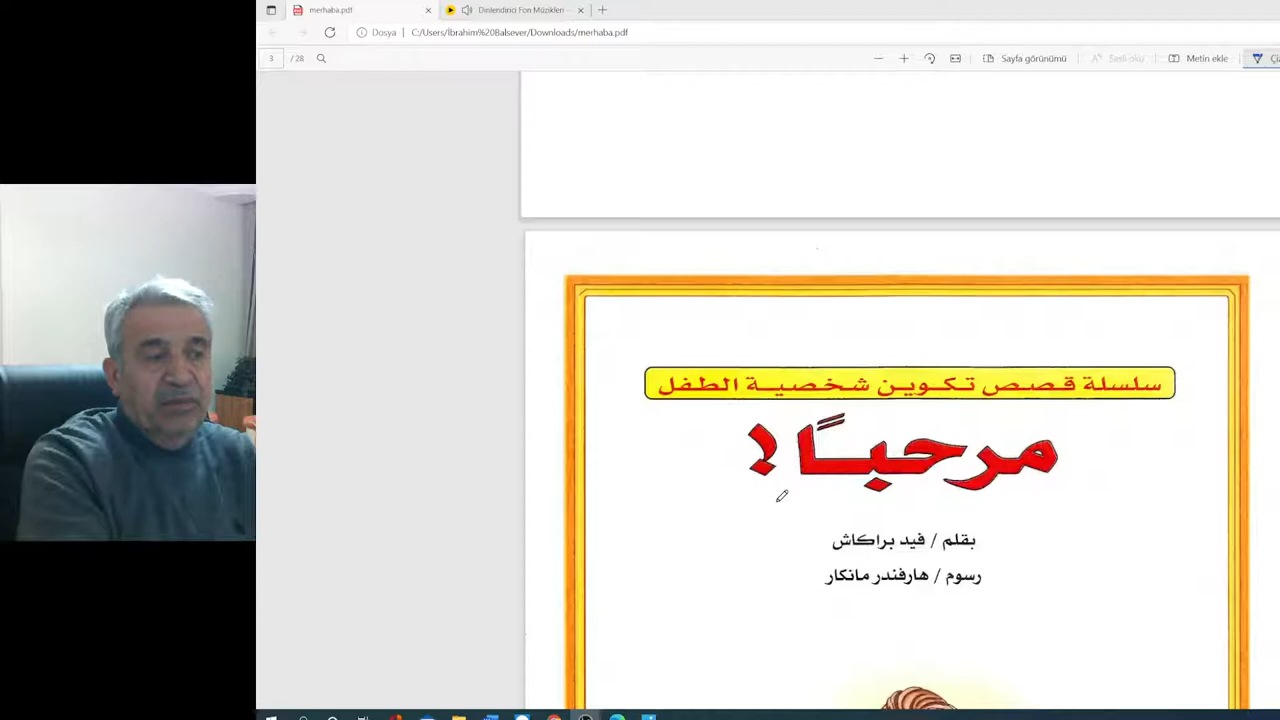 merhaba.pdf
Dinlendirici Fon Müzikleri -
Dosya
C:/Users/İbrahim%20Balsever/Downloads/merhaba.pdf
3 / 28
Sayfa görünümü
Sesli oku
Metin ekle
سلسلة قصص تكوين شخصية الطفل
مرحبًا!
بقلم / فيد براكاش
رسوم / هارفندر مانكار